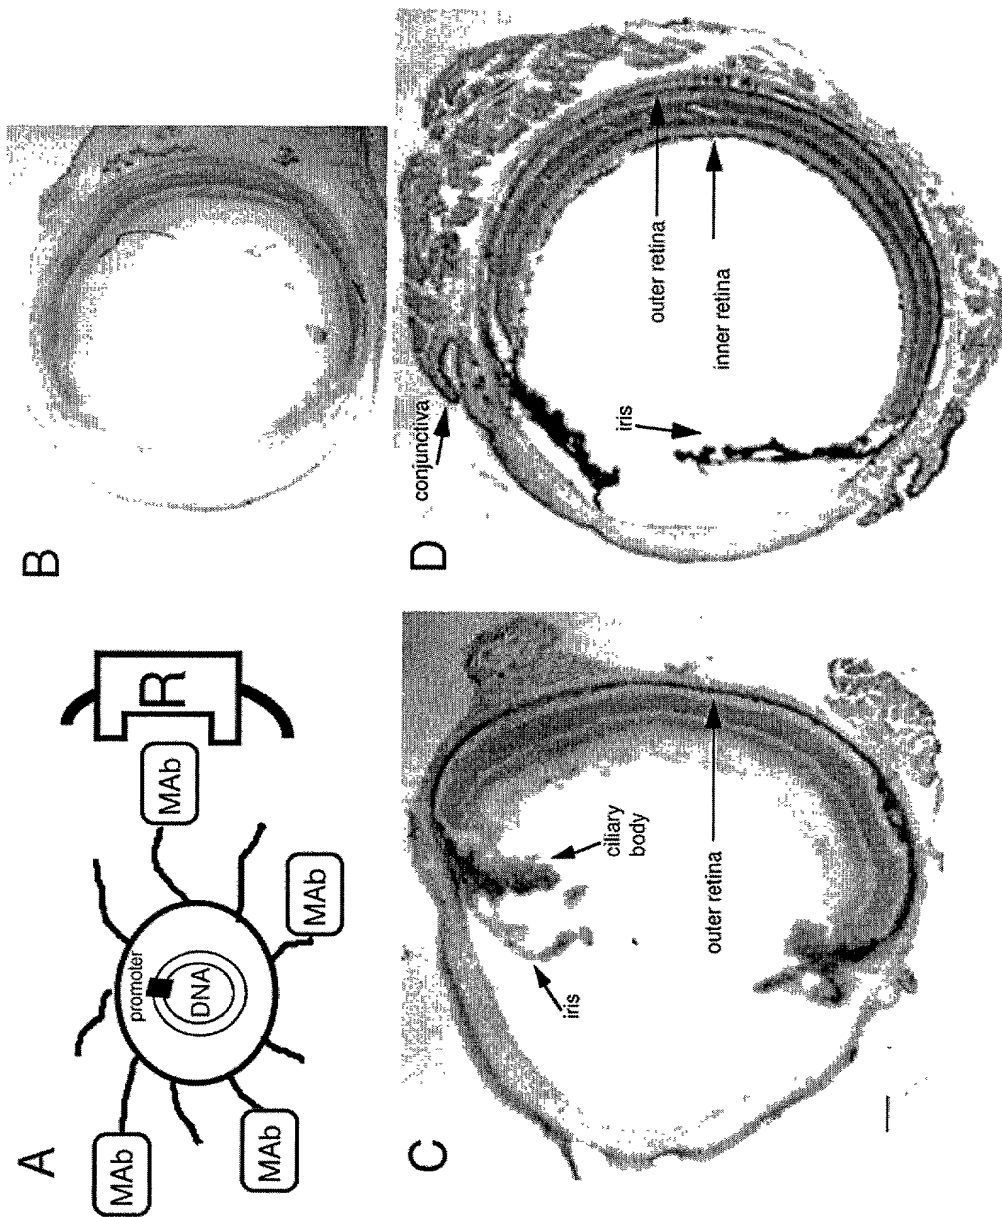 A
MAb
MAb
promoter
DNA
MAb
MAb
R
B
C
iris
ciliary
body
outer retina
D
conjunctiva
iris
outer retina
inner retina